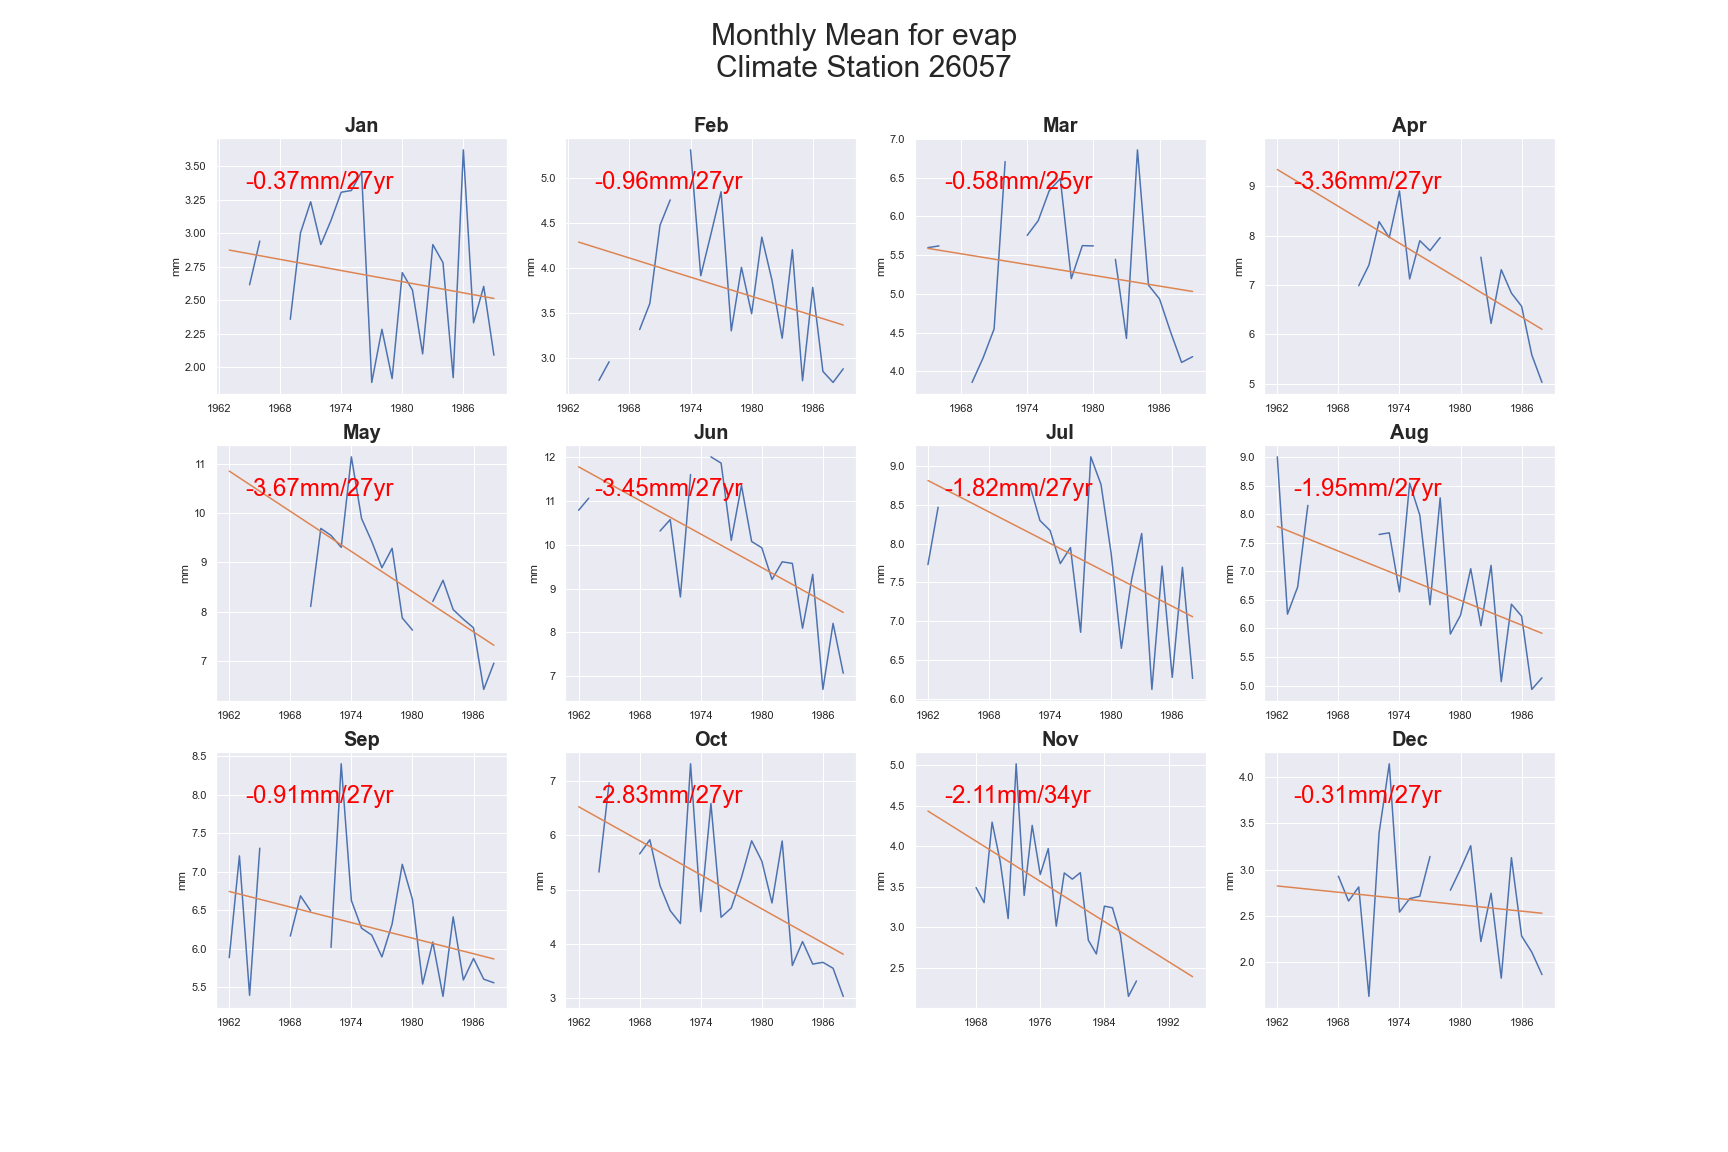 Monthly Mean for evap
Climate Station 26057
Jan
-0.37mm/27yr
mm
3.50
3.25
3.00
2.75
2.50
2.25
2.00
1962 1968 1974 1980 1986
Feb
-0.96mm/27yr
mm
5.0
4.5
4.0
3.5
3.0
1962 1968 1974 1980 1986
Mar
-0.58mm/25yr
mm
7.0
6.5
6.0
5.5
5.0
4.5
4.0
1968 1974 1980 1986
Apr
-3.36mm/27yr
mm
9
8
7
6
5
1962 1968 1974 1980 1986
May
-3.67mm/27yr
mm
11
10
9
8
7
1962 1968 1974 1980 1986
Jun
-3.45mm/27yr
mm
12
11
10
9
8
7
1962 1968 1974 1980 1986
Jul
-1.82mm/27yr
mm
9.0
8.5
8.0
7.5
7.0
6.5
6.0
1962 1968 1974 1980 1986
Aug
-1.95mm/27yr
mm
9.0
8.5
8.0
7.5
7.0
6.5
6.0
5.5
5.0
1962 1968 1974 1980 1986
Sep
-0.91mm/27yr
mm
8.5
8.0
7.5
7.0
6.5
6.0
5.5
1962 1968 1974 1980 1986
Oct
-2.83mm/27yr
mm
7
6
5
4
3
1962 1968 1974 1980 1986
Nov
-2.11mm/34yr
mm
5.0
4.5
4.0
3.5
3.0
2.5
1968 1976 1984 1992
Dec
-0.31mm/27yr
mm
4.0
3.5
3.0
2.5
2.0
1962 1968 1974 1980 1986